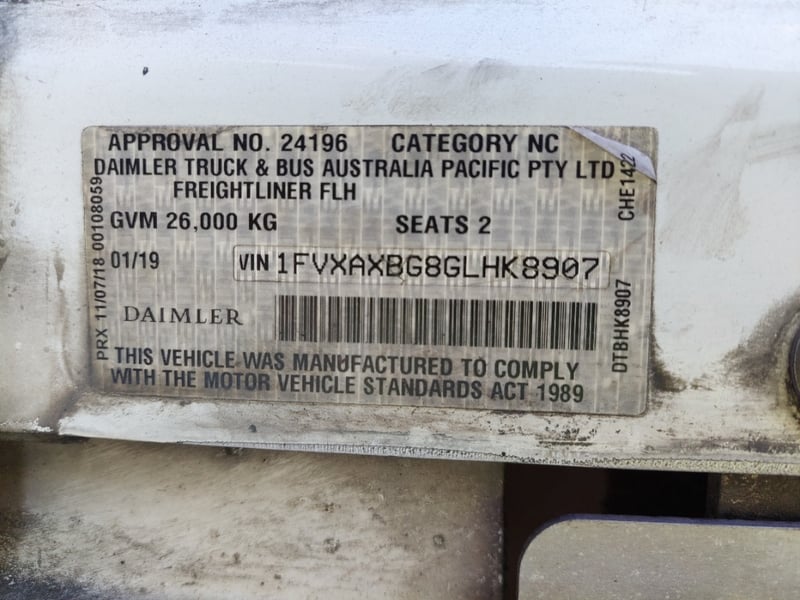 APPROVAL NO. 24196 CATEGORY NC
DAIMLER TRUCK & BUS AUSTRALIA PACIFIC PTY LTD
FREIGHTLINER FLH
GVM 26,000 KG SEATS 2
01/19 VIN 1FVXAXBG8GLHK8907
DAIMLER
THIS VEHICLE WAS MANUFACTURED TO COMPLY
WITH THE MOTOR VEHICLE STANDARDS ACT 1989
PRX 11/07/18-00108059
CHE1422
DTBHK8907